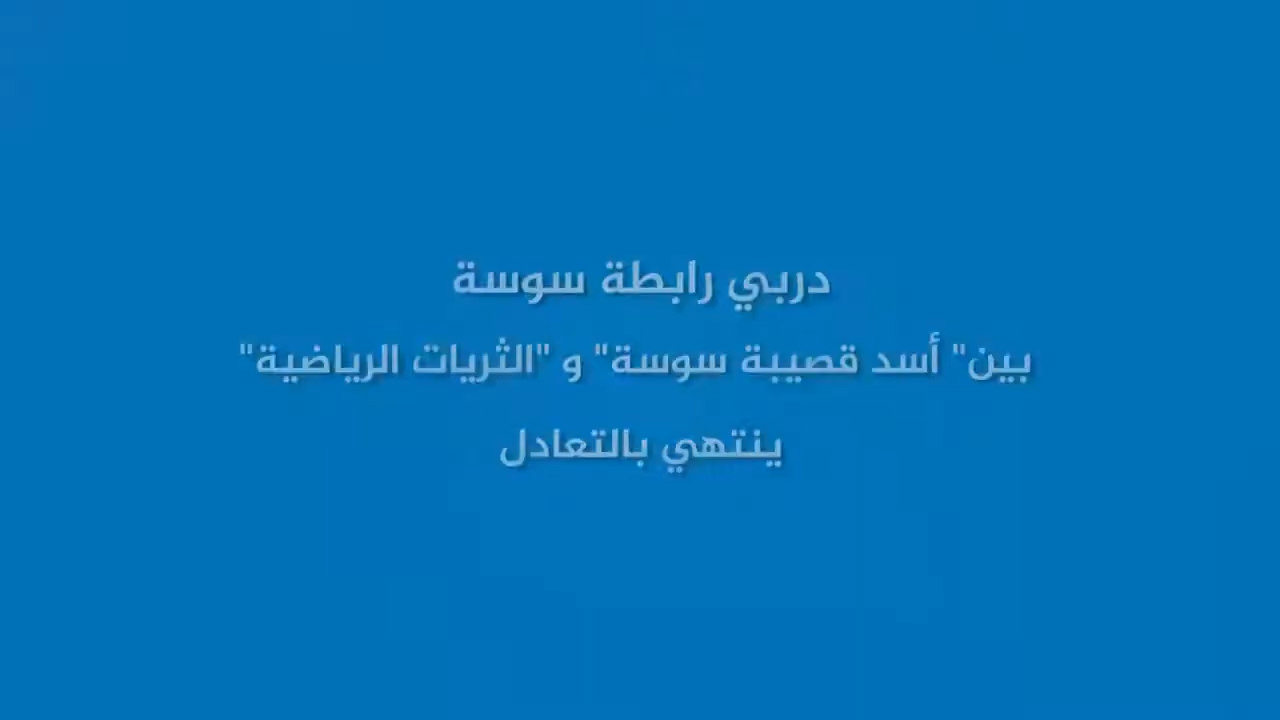 دربي رابطة سوسة
بين" أسد قصيبة سوسة" و "الثريات الرياضية"
ينتهي بالتعادل